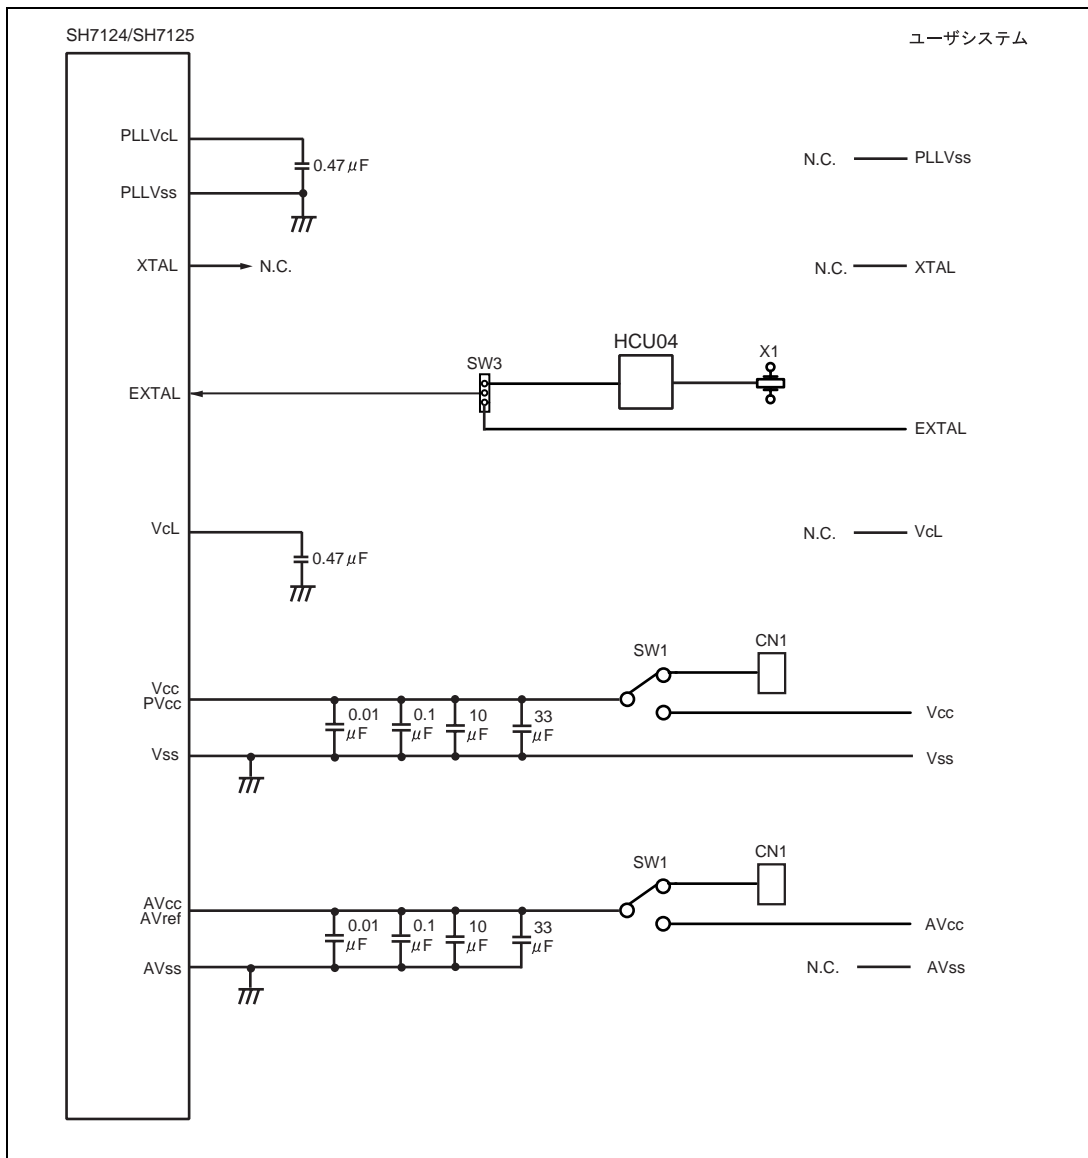 SH7124/SH7125
ユーザシステム
PLLVcL
0.47μF
N.C.
PLLVss
PLLVss
XTAL
N.C.
N.C.
XTAL
HCU04
X1
SW3
EXTAL
EXTAL
VcL
0.47μF
N.C.
VcL
CN1
SW1
Vcc
PVcc
0.01
μF
0.1
μF
10
μF
33
μF
Vcc
Vss
Vss
CN1
SW1
AVcc
AVref
0.01
μF
0.1
μF
10
μF
33
μF
AVcc
AVss
N.C.
AVss